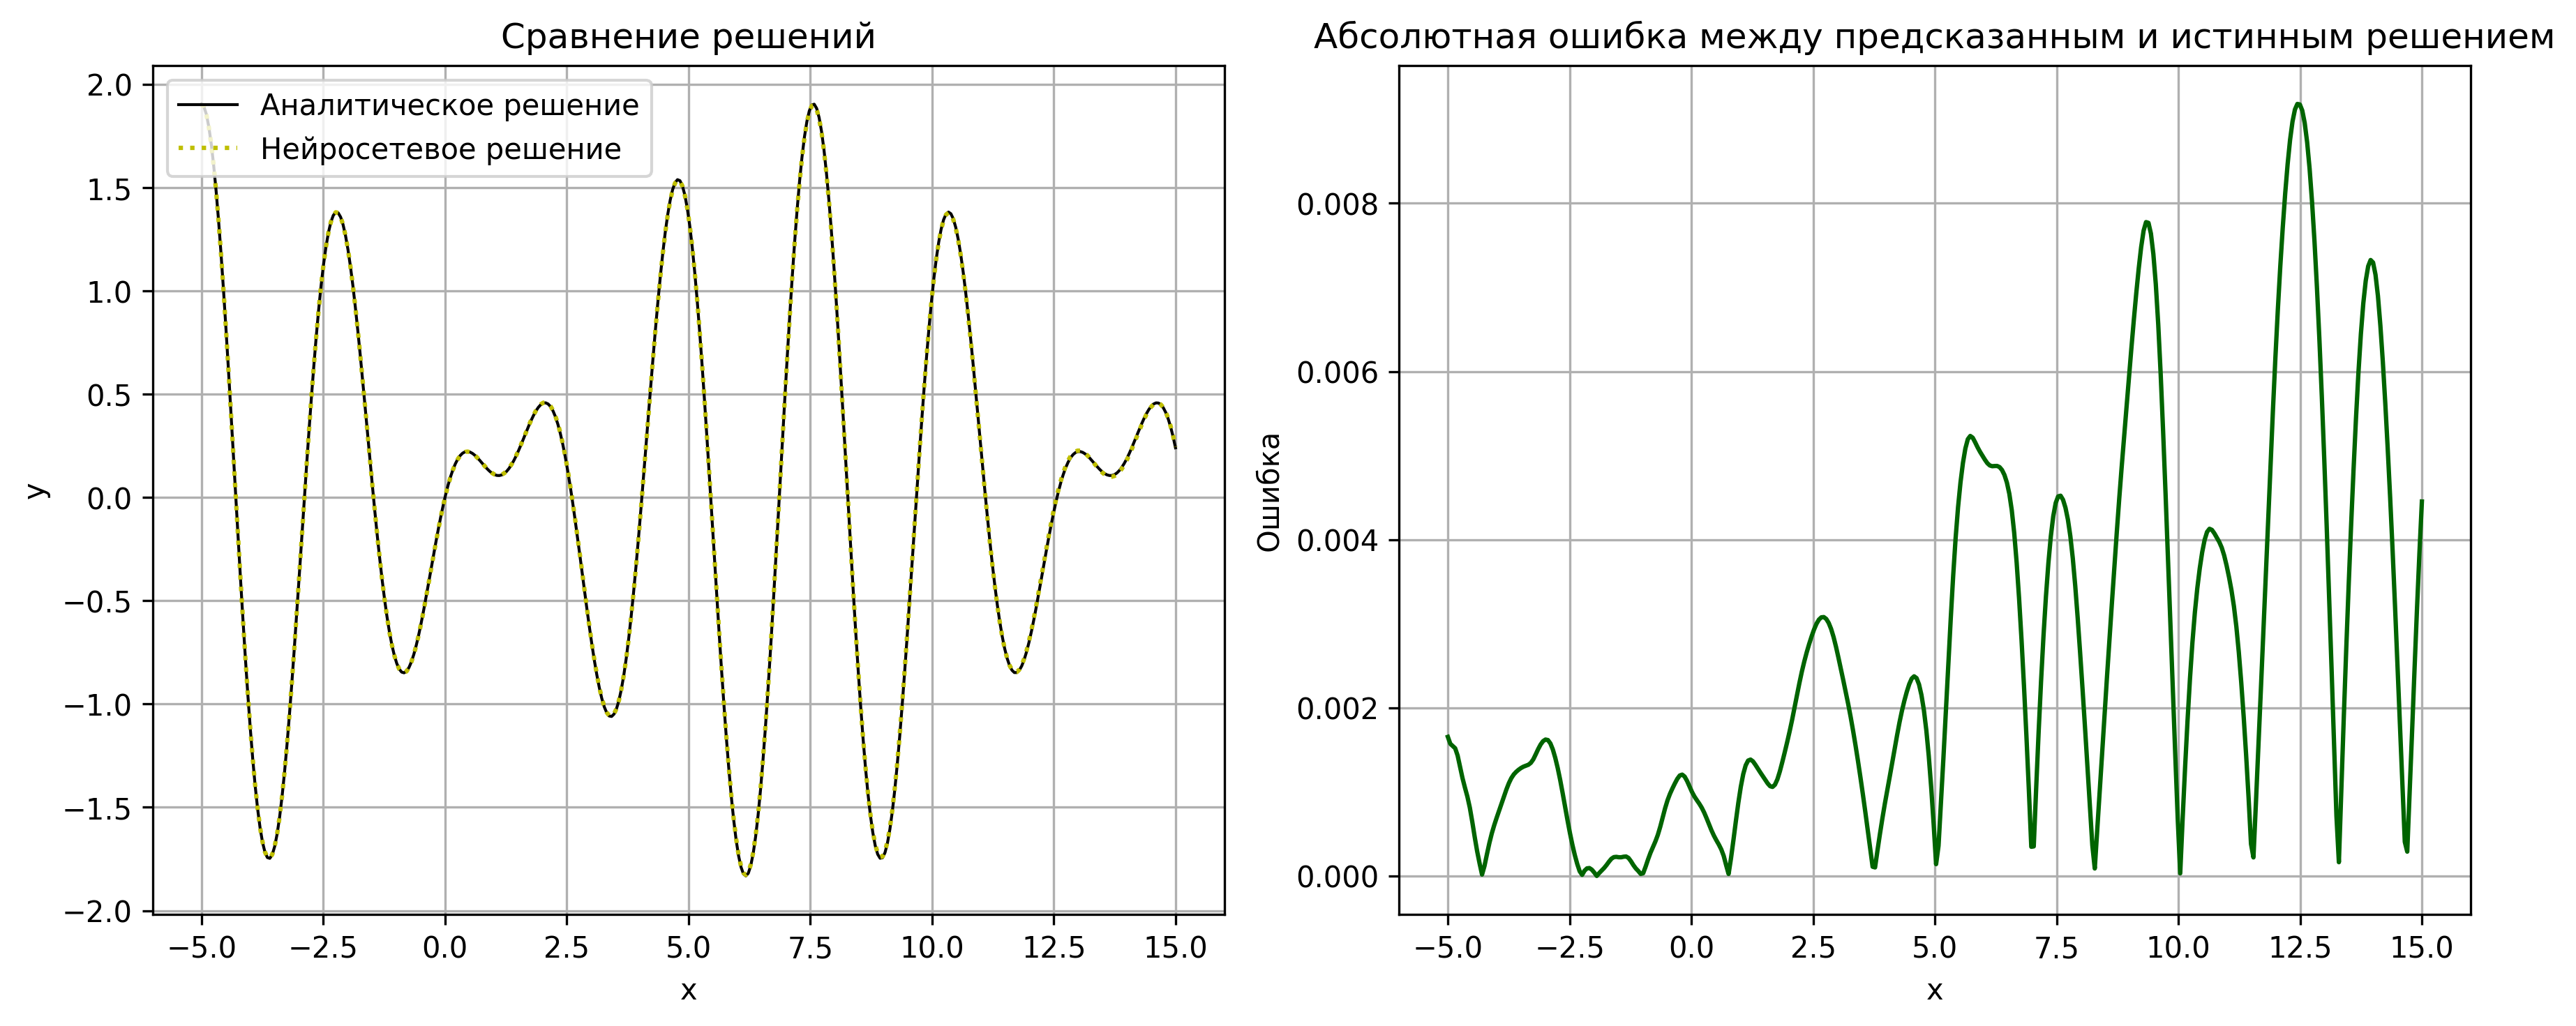 Сравнение решений
Аналитическое решение
Нейросетевое решение
y
2.0
1.5
1.0
0.5
0.0
−0.5
−1.0
−1.5
−2.0
−5.0 −2.5 0.0 2.5 5.0 7.5 10.0 12.5 15.0
x
Абсолютная ошибка между предсказанным и истинным решением
Ошибка
0.008
0.006
0.004
0.002
0.000
−5.0 −2.5 0.0 2.5 5.0 7.5 10.0 12.5 15.0
x